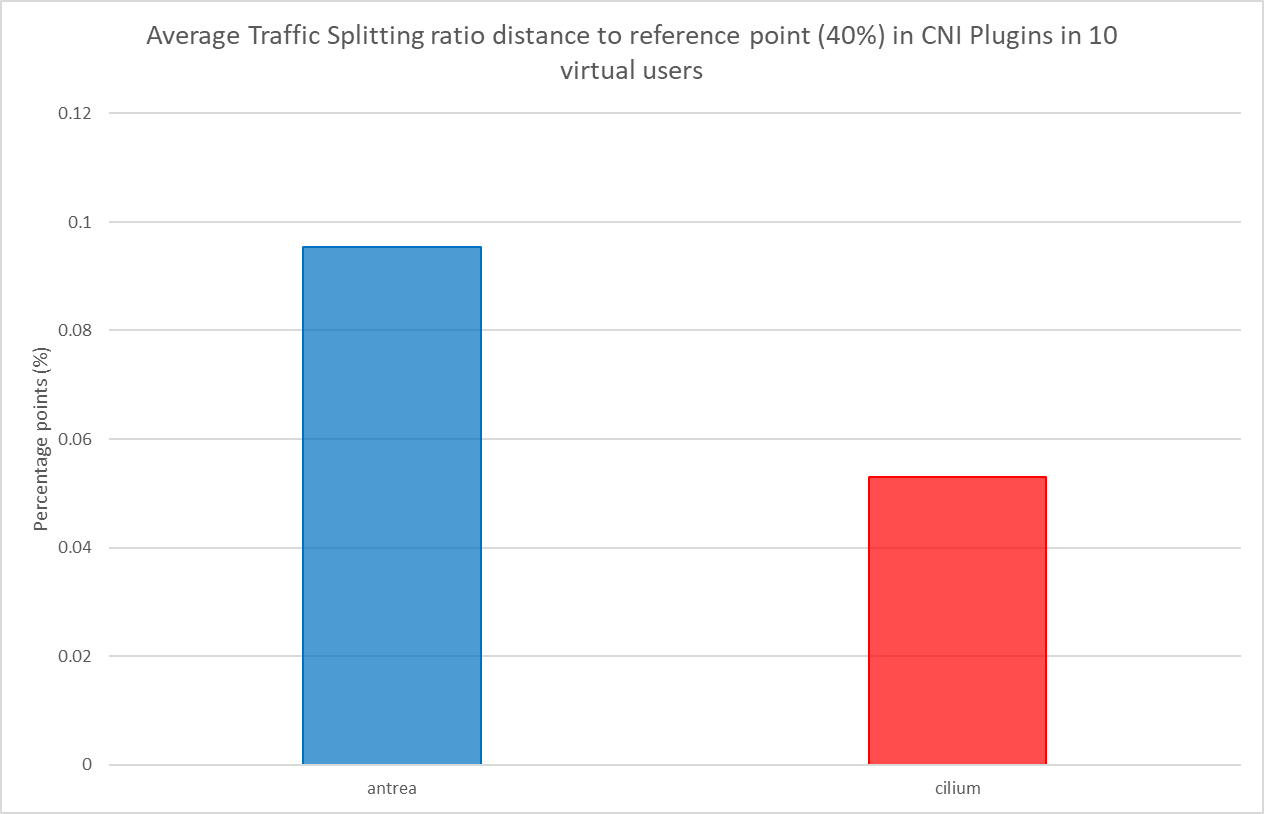 Average Traffic Splitting ratio distance to reference point (40%) in CNI Plugins in 10
virtual users
0.12
0.1
0.08
0.06
0.04
0.02
0
Percentage points (%)
antrea
cilium